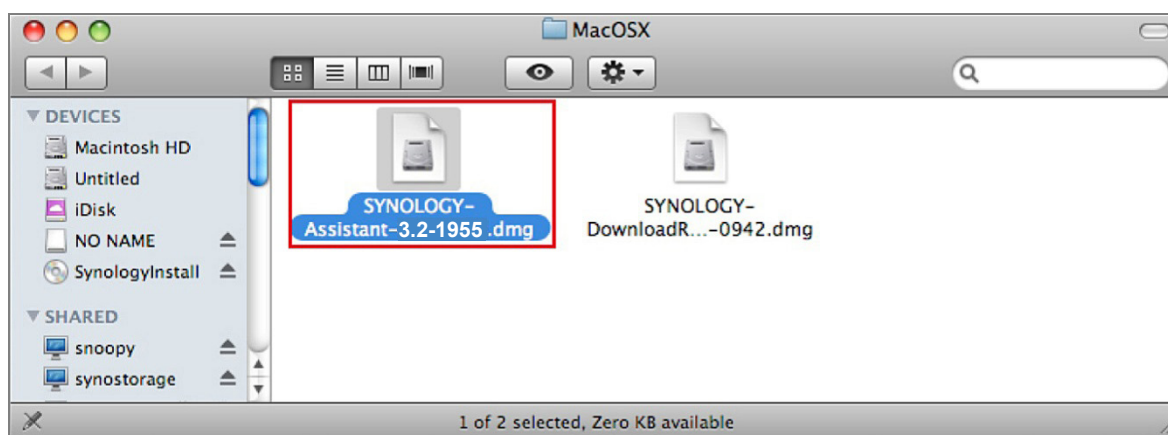 MacOSX
DEVICES
Macintosh HD
Untitled
iDisk
NO NAME
SynologyInstall
SHARED
snoopy
synostorage
SYNOLOGY-
Assistant-3.2-1955 .dmg
SYNOLOGY-
DownloadR...-0942.dmg
1 of 2 selected, Zero KB available